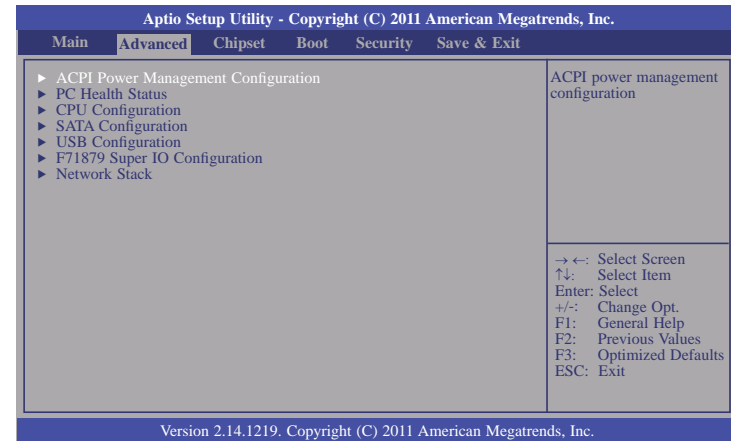 Aptio Setup Utility - Copyright (C) 2011 American Megatrends, Inc.
Main Advanced Chipset Boot Security Save & Exit
► ACPI Power Management Configuration
► PC Health Status
► CPU Configuration
► SATA Configuration
► USB Configuration
► F71879 Super IO Configuration
► Network Stack
ACPI power management
configuration
→ ←: Select Screen
↑↓: Select Item
Enter: Select
+/-: Change Opt.
F1: General Help
F2: Previous Values
F3: Optimized Defaults
ESC: Exit
Version 2.14.1219. Copyright (C) 2011 American Megatrends, Inc.